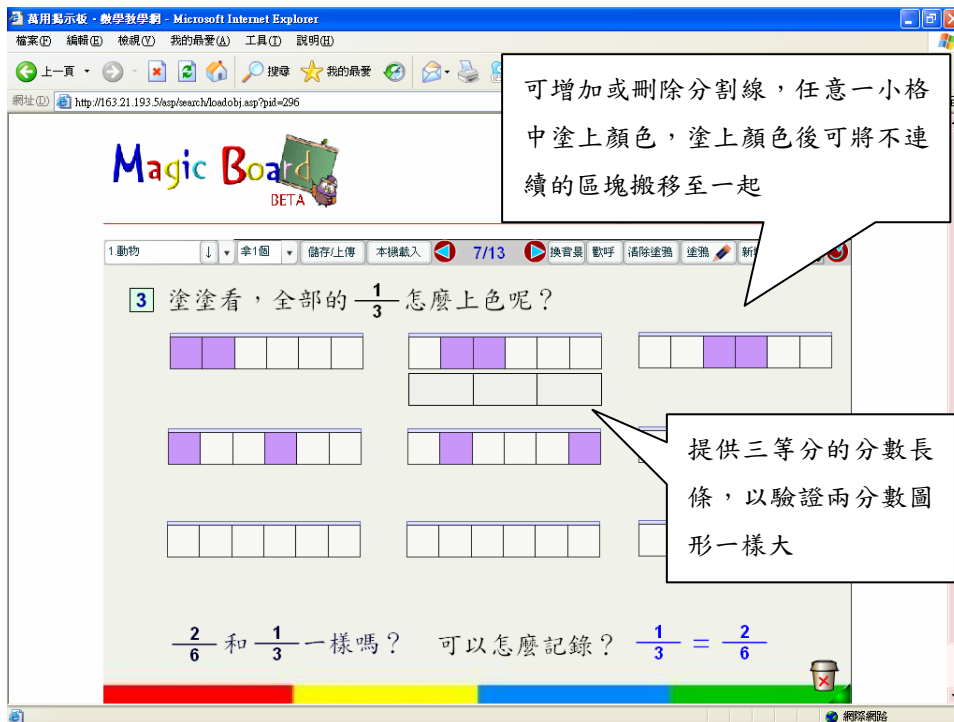 萬用揭示板 - 數學教學網 - Microsoft Internet Explorer
檔案(F) 編輯(E) 檢視(V) 我的最愛(A) 工具(T) 說明(H)
上一頁 搜尋 我的最愛
網址(D) http://163.21.193.5/asp/search/loadobj.asp?pid=296
可增加或刪除分割線，任意一小格
中塗上顏色，塗上顏色後可將不連
續的區塊搬移至一起
Magic Board
BETA
1.動物 拿1個 儲存/上傳 本機載入 7/13 換背景 歡呼 清除塗鴉 塗鴉
3 塗塗看，全部的 1/3 怎麼上色呢？
提供三等分的分數長
條，以驗證兩分數圖
形一樣大
2/6 和 1/3 一樣嗎？ 可以怎麼記錄？ 1/3 = 2/6
網際網路